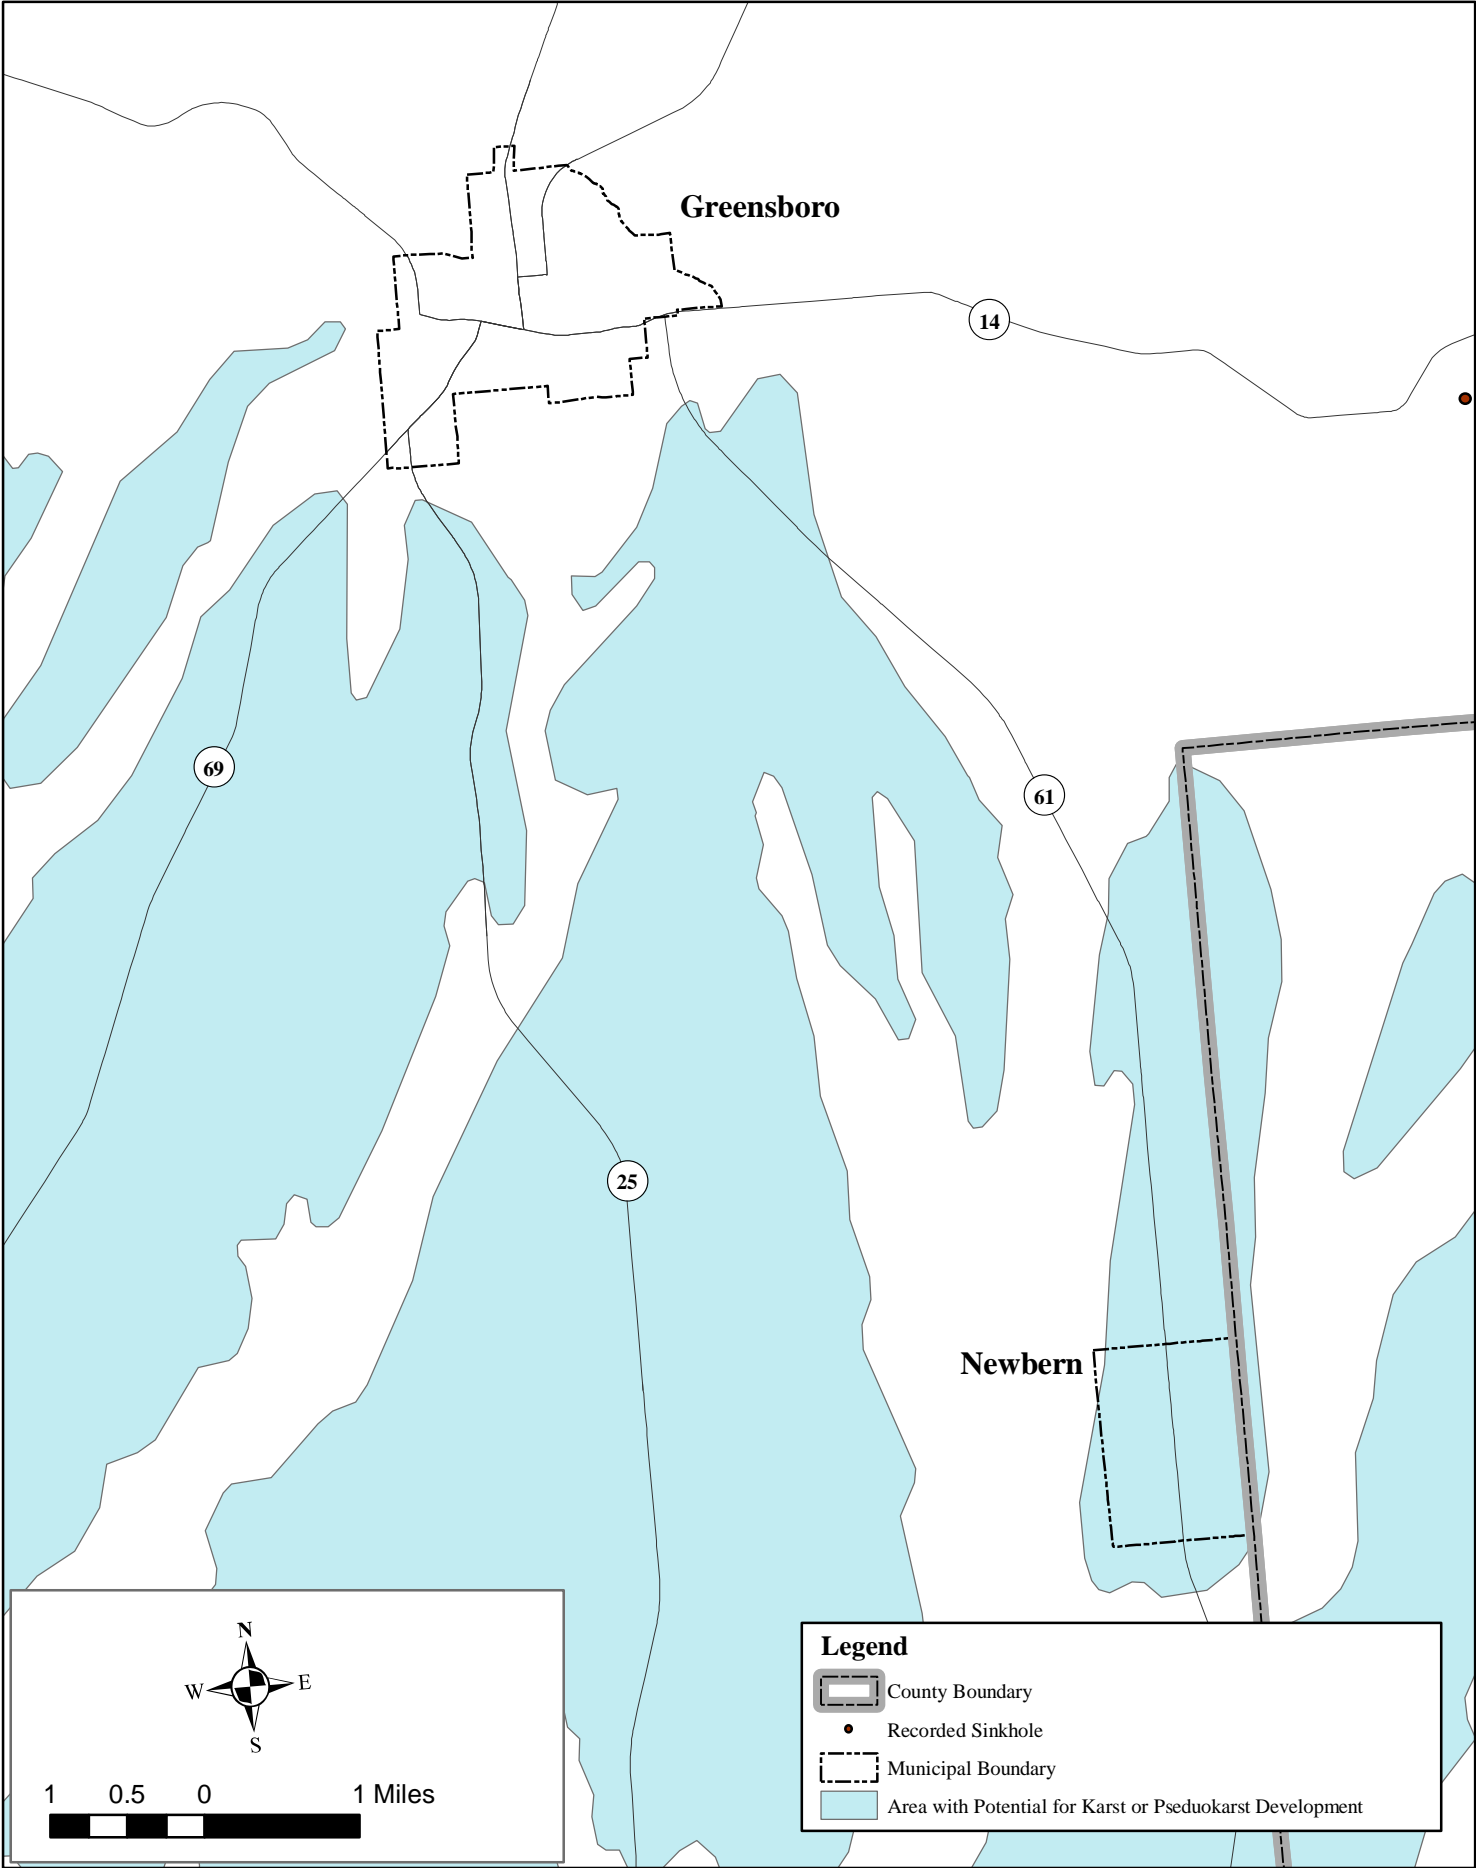 Greensboro
14
69
61
25
Newbern
N
W E
S
1 0.5 0 1 Miles
Legend
County Boundary
Recorded Sinkhole
Municipal Boundary
Area with Potential for Karst or Pseduokarst Development